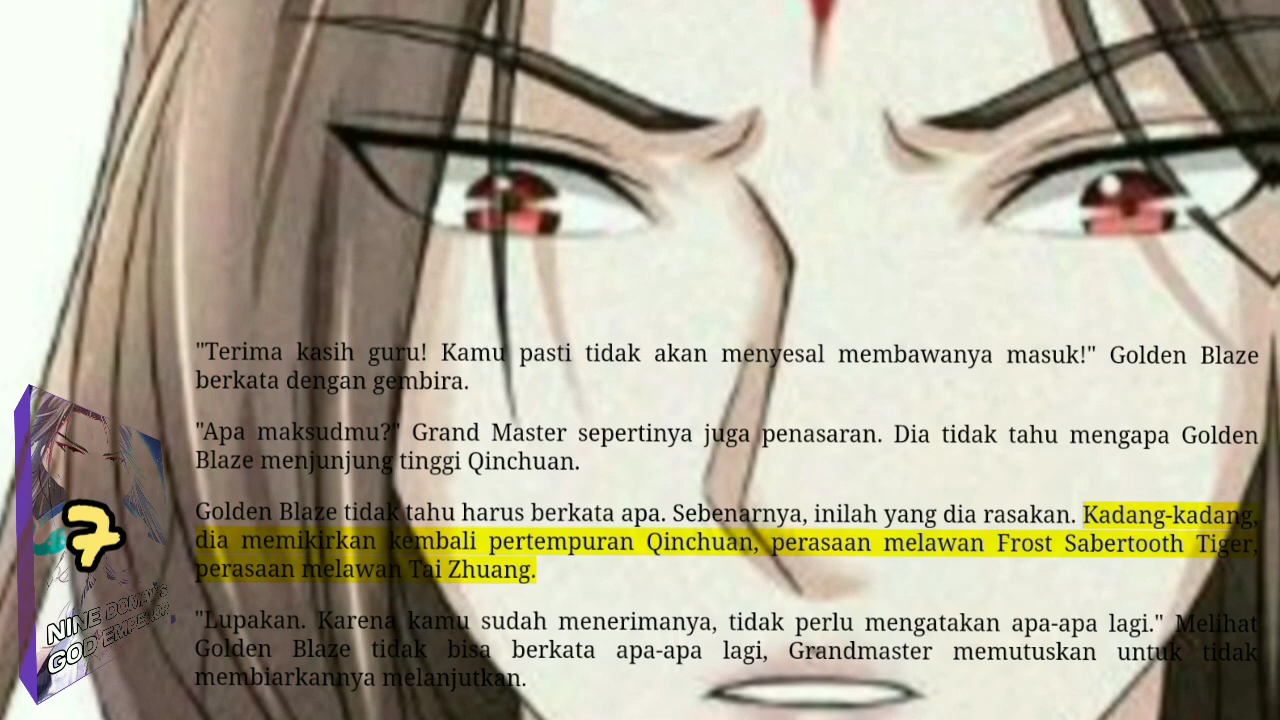 "Terima kasih guru! Kamu pasti tidak akan menyesal membawanya masuk!" Golden Blaze
berkata dengan gembira.
"Apa maksudmu?" Grand Master sepertinya juga penasaran. Dia tidak tahu mengapa Golden
Blaze menjunjung tinggi Qinchuan.
Golden Blaze tidak tahu harus berkata apa. Sebenarnya, inilah yang dia rasakan. Kadang-kadang,
dia memikirkan kembali pertempuran Qinchuan, perasaan melawan Frost Sabertooth Tiger,
perasaan melawan Tai Zhuang.
"Lupakan. Karena kamu sudah menerimanya, tidak perlu mengatakan apa-apa lagi." Melihat
Golden Blaze tidak bisa berkata apa-apa lagi, Grandmaster memutuskan untuk tidak
membiarkannya melanjutkan.
7
NINE DOMAINS
GOD EMPEROR